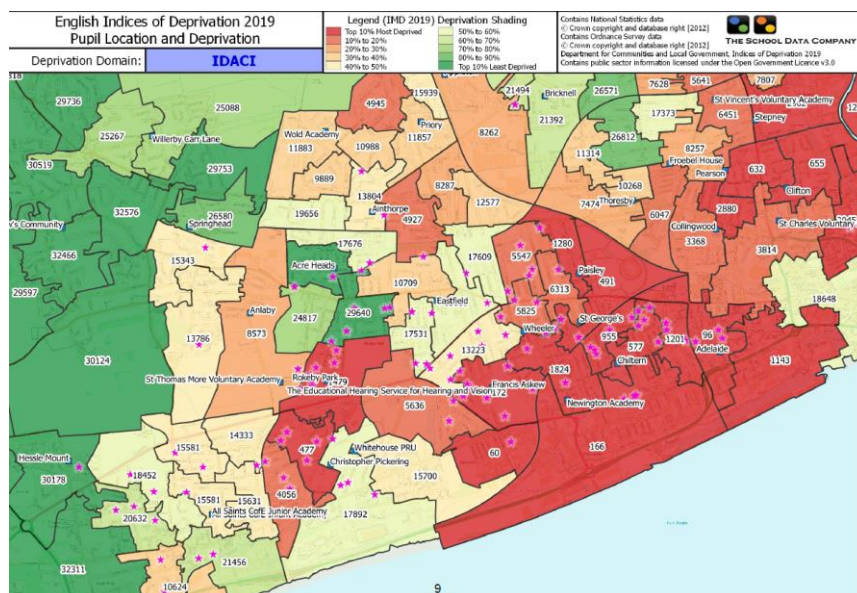 English Indices of Deprivation 2019
Pupil Location and Deprivation
Deprivation Domain:
IDACI
Legend (IMD 2019) Deprivation Shading
Top 10% Most Deprived
10% to 20%
20% to 30%
30% to 40%
40% to 50%
50% to 60%
60% to 70%
70% to 80%
80% to 90%
Top 10% Least Deprived
Contains National Statistics data
© Crown copyright and database right [2012]
Contains Ordnance Survey data
© Crown copyright and database right [2012]
Department for Communities and Local Government, Indices of Deprivation 2019
Contains public sector information licensed under the Open Government Licence v3.0
THE SCHOOL DATA COMPANY
29736
25088
4945
15939
21494
Bricknell
26571
7628
5641
7807
St Vincent's Voluntary Academy
Stepney
25267
Willerby Carr Lane
Wold Academy
11883
10988
Priory
11857
8262
21392
26812
17373
6451
8257
30519
29753
9889
13804
8287
12577
11314
Froebel House
Pearson
632
655
10268
Clifton
32576
26580
Springhead
19656
Ainthorpe
4927
7474
Thoresby
6047
2880
Collingwood
3368
St Charles Voluntary
32466
15343
17676
17609
5547
1280
3814
Acre Heads
10709
Paisley
491
29597
6313
18648
Anlaby
24817
29640
Eastfield
5825
8573
17531
Wheeler
St George's
955
1201
96
Adelaide
13786
13223
577
30124
Chiltern
1143
Rokeby Park
St Thomas More Voluntary Academy
The Educational Hearing Service for Hearing and Vision
Francis Askew
1824
5636
Newington Academy
166
14333
477
Whitehouse PRU
60
Hessle Mount
15581
Christopher Pickering
30178
18452
15700
4056
15581
15631
20632
All Saints CofE Junior Academy
17892
21456
32311
10624
9